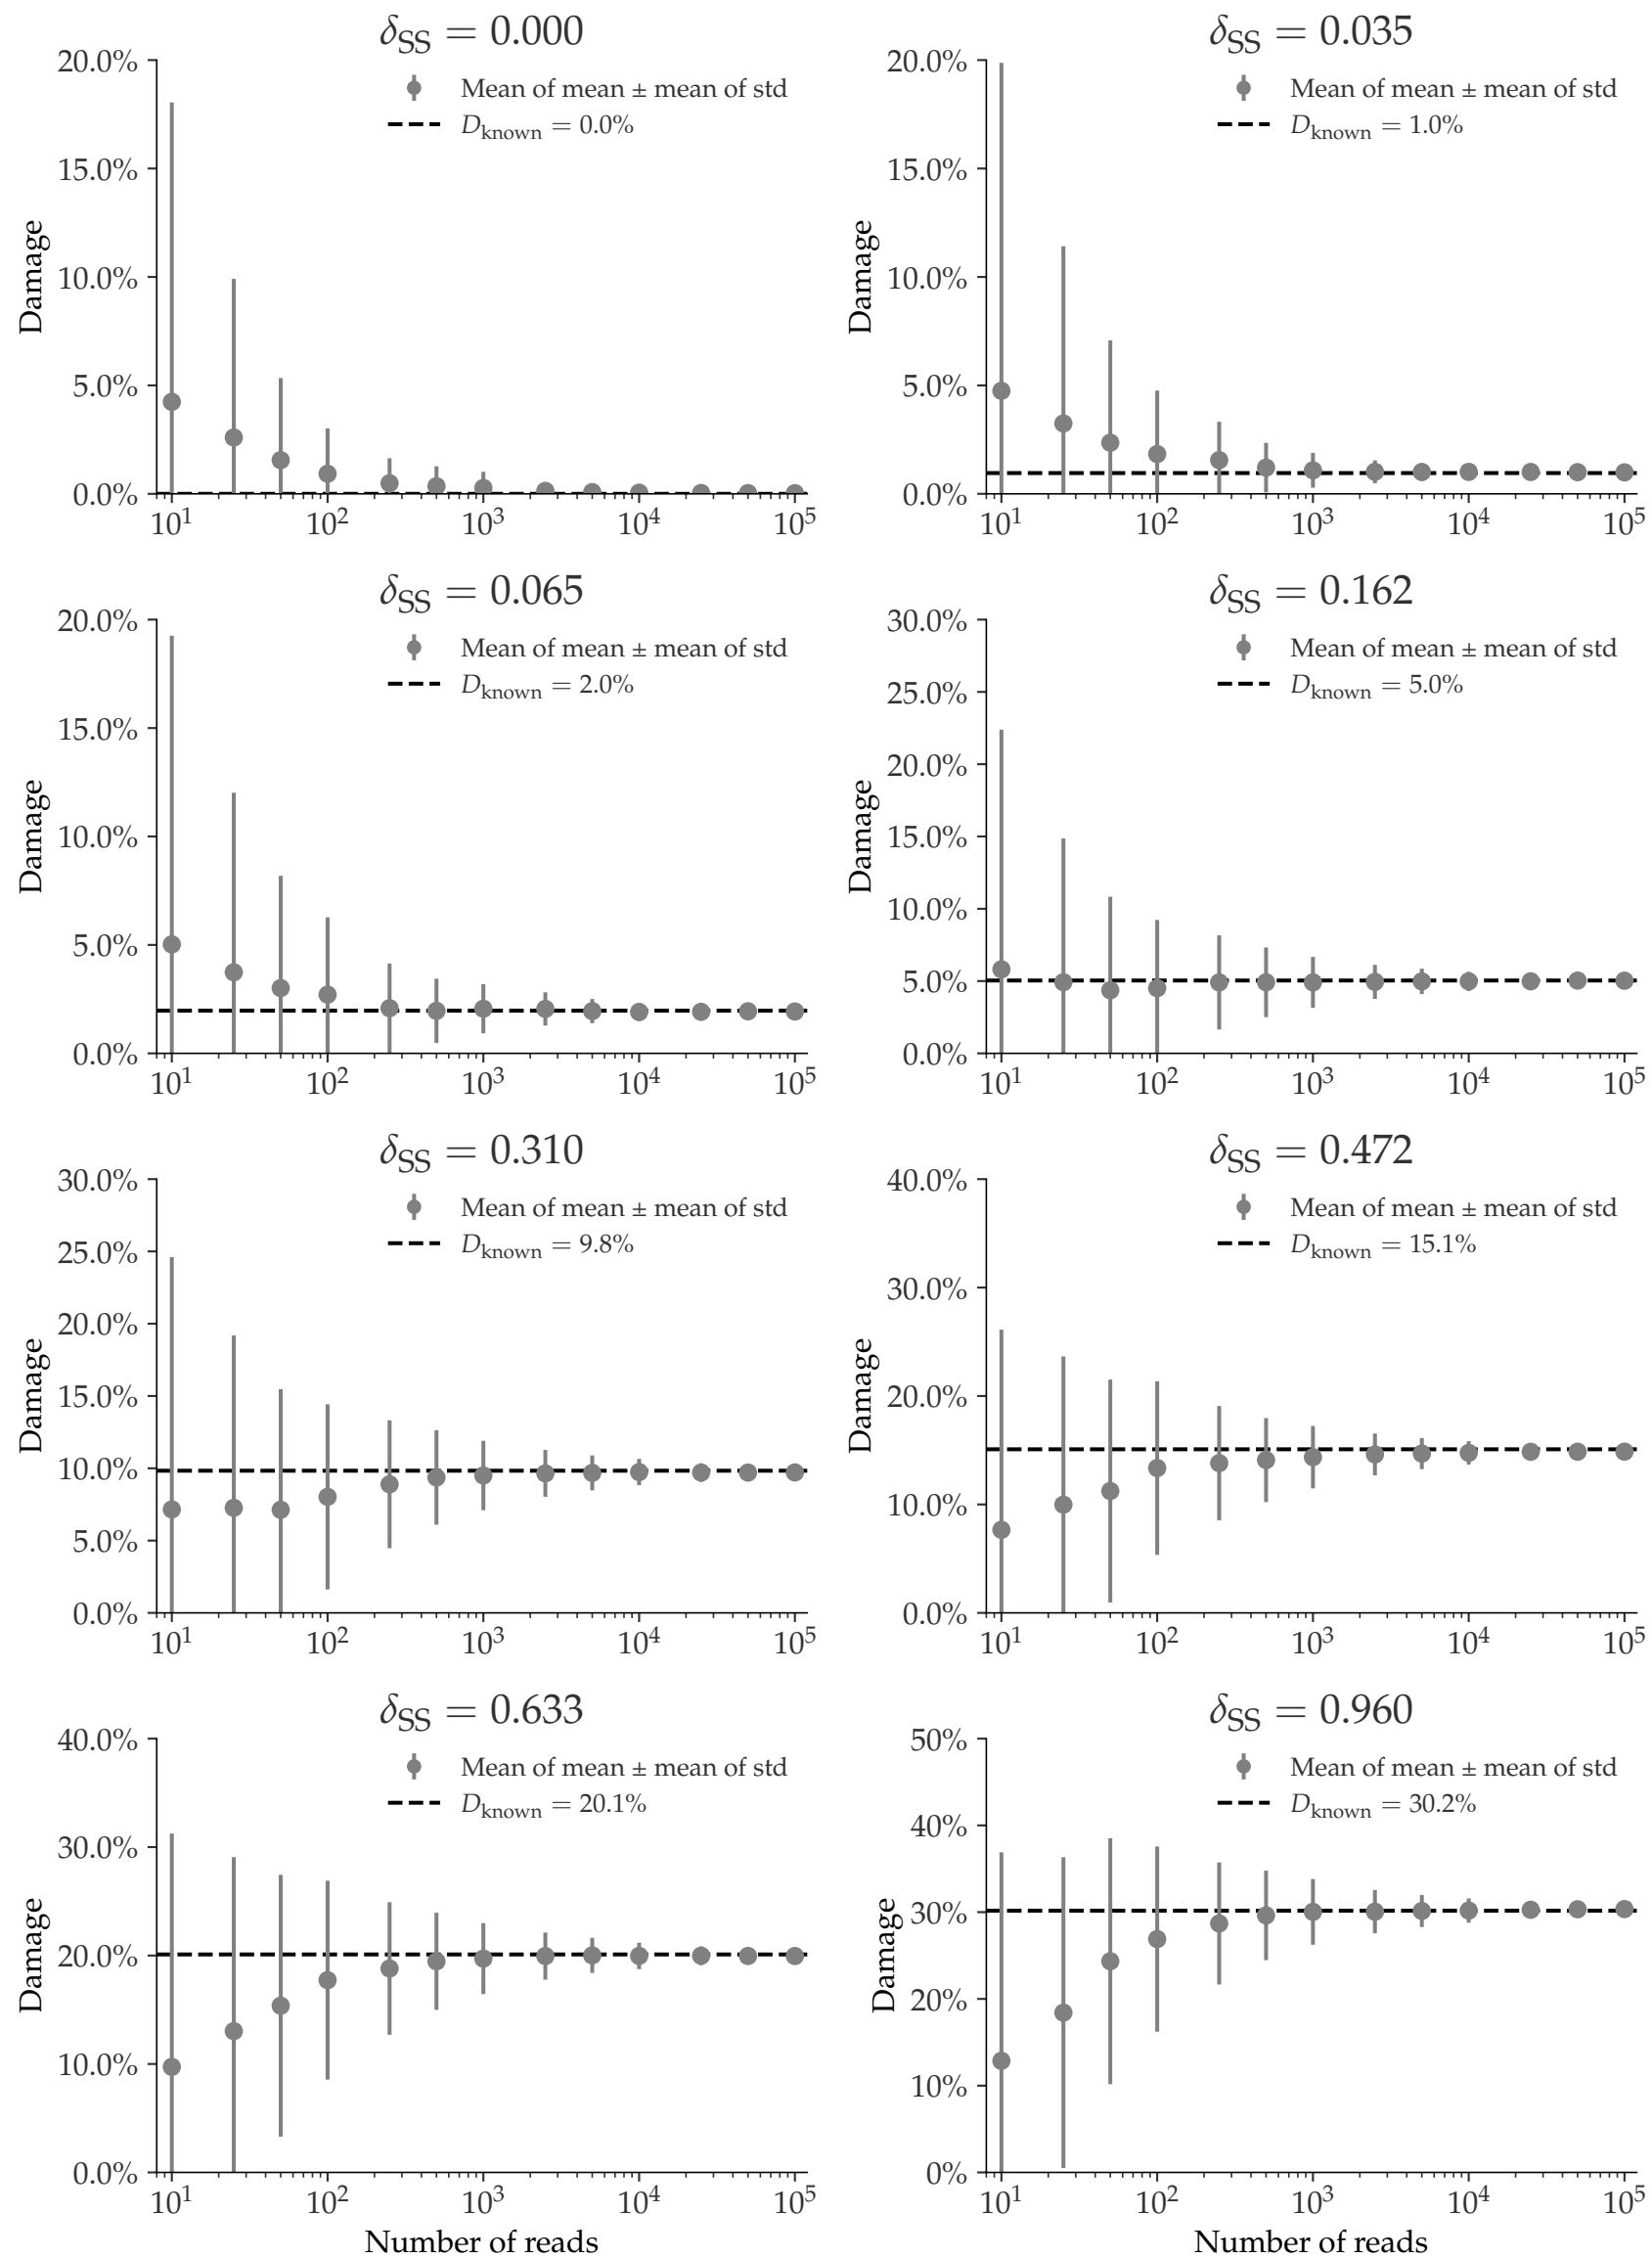 δSS = 0.000
20.0%
15.0%
10.0%
5.0%
0.0%
Damage
Mean of mean ± mean of std
Dknown = 0.0%
10¹ 10² 10³ 10⁴ 10⁵
δSS = 0.035
20.0%
15.0%
10.0%
5.0%
0.0%
Damage
Mean of mean ± mean of std
Dknown = 1.0%
10¹ 10² 10³ 10⁴ 10⁵
δSS = 0.065
20.0%
15.0%
10.0%
5.0%
0.0%
Damage
Mean of mean ± mean of std
Dknown = 2.0%
10¹ 10² 10³ 10⁴ 10⁵
δSS = 0.162
30.0%
25.0%
20.0%
15.0%
10.0%
5.0%
0.0%
Damage
Mean of mean ± mean of std
Dknown = 5.0%
10¹ 10² 10³ 10⁴ 10⁵
δSS = 0.310
30.0%
25.0%
20.0%
15.0%
10.0%
5.0%
0.0%
Damage
Mean of mean ± mean of std
Dknown = 9.8%
10¹ 10² 10³ 10⁴ 10⁵
δSS = 0.472
40.0%
30.0%
20.0%
10.0%
0.0%
Damage
Mean of mean ± mean of std
Dknown = 15.1%
10¹ 10² 10³ 10⁴ 10⁵
δSS = 0.633
40.0%
30.0%
20.0%
10.0%
0.0%
Damage
Mean of mean ± mean of std
Dknown = 20.1%
10¹ 10² 10³ 10⁴ 10⁵
Number of reads
δSS = 0.960
50%
40%
30%
20%
10%
0%
Damage
Mean of mean ± mean of std
Dknown = 30.2%
10¹ 10² 10³ 10⁴ 10⁵
Number of reads